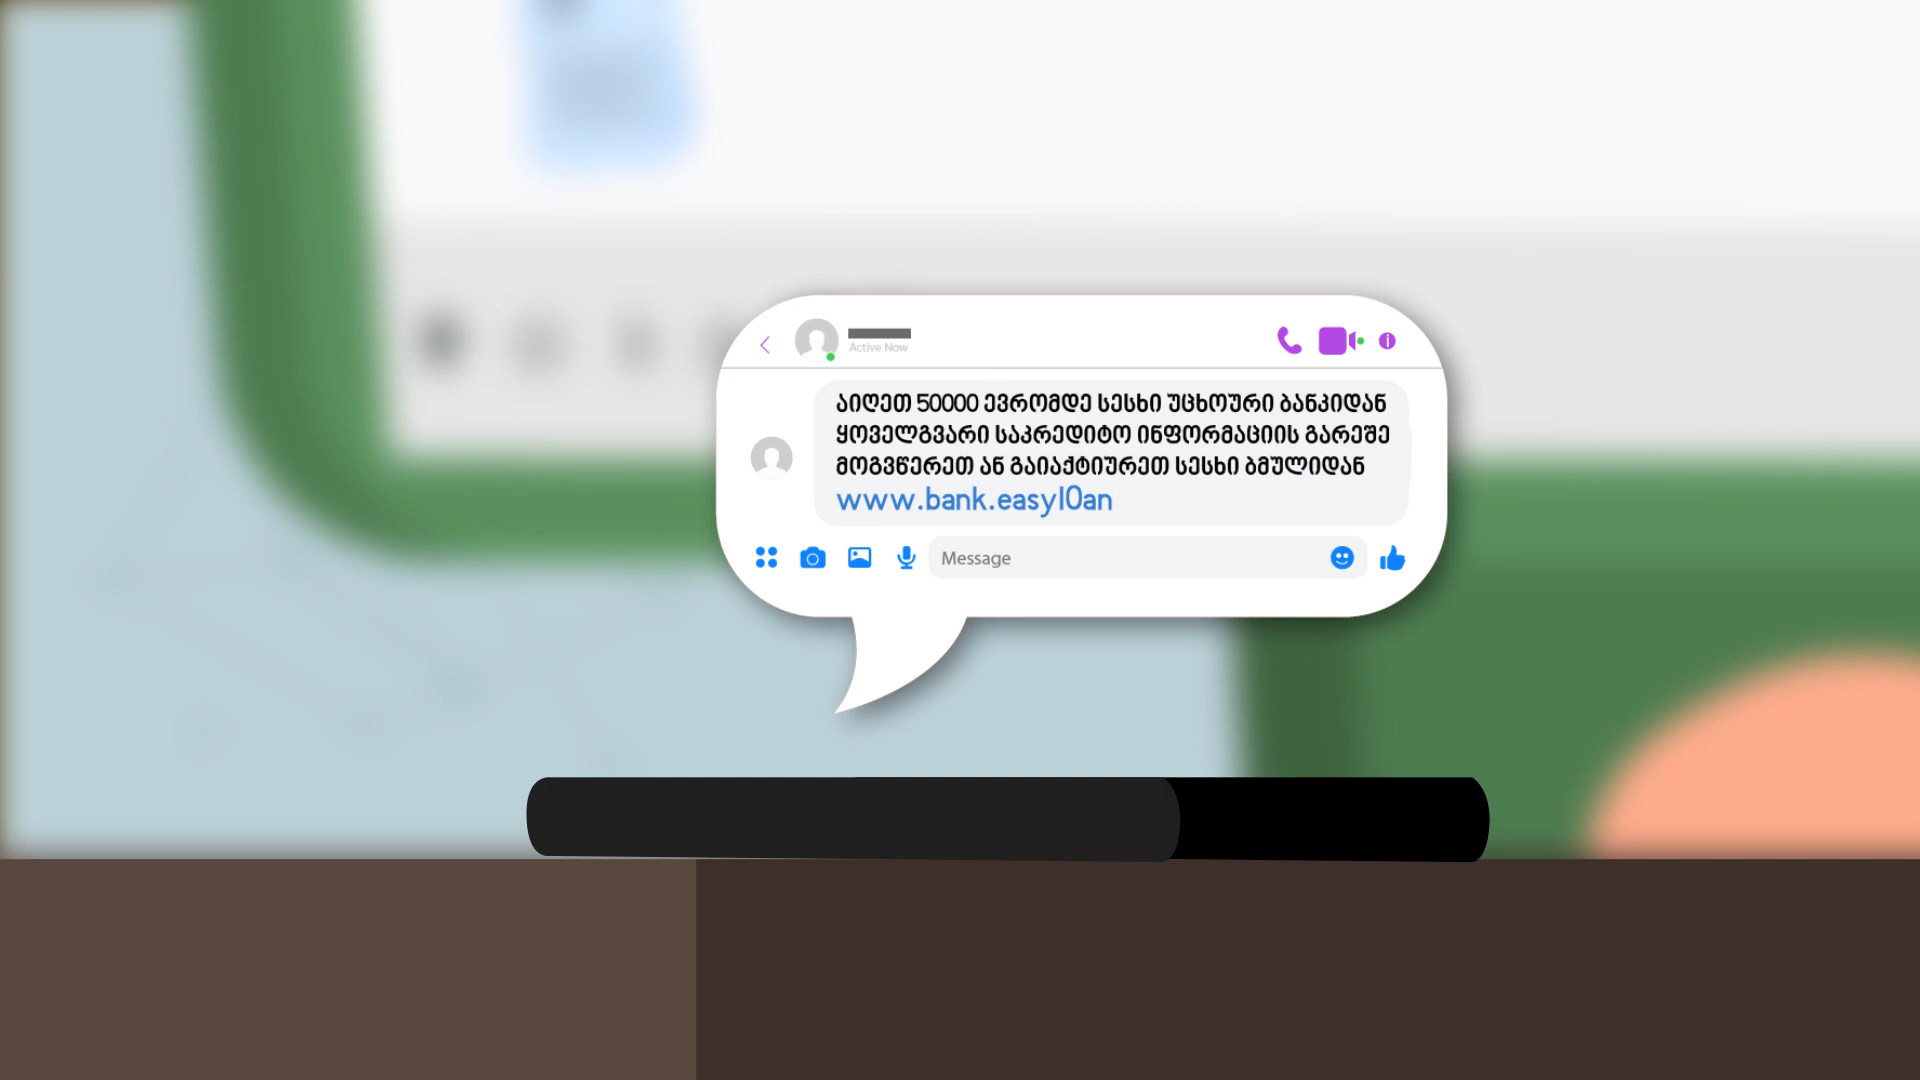 Active Now
აიღეთ 50000 ევრომდე სესხი უცხოური ბანკიდან
ყოველგვარი საკრედიტო ინფორმაციის გარეშე
მოგვწერეთ ან გაიაქტიურეთ სესხი ბმულიდან
www.bank.easyl0an
Message